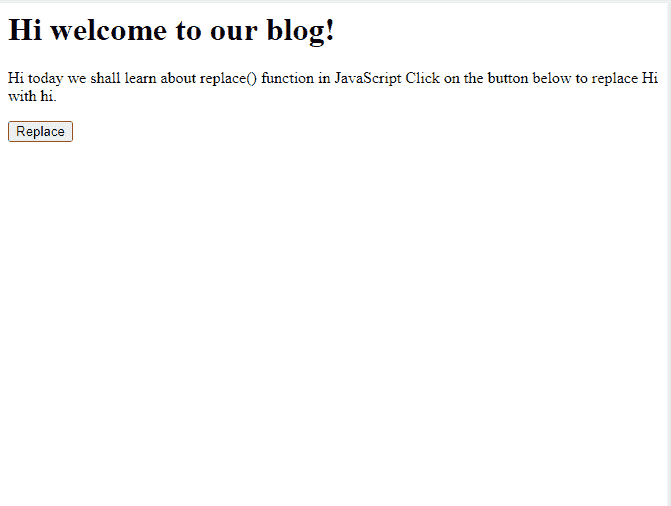 Hi welcome to our blog!
Hi today we shall learn about replace() function in JavaScript Click on the button below to replace Hi
with hi.
Replace